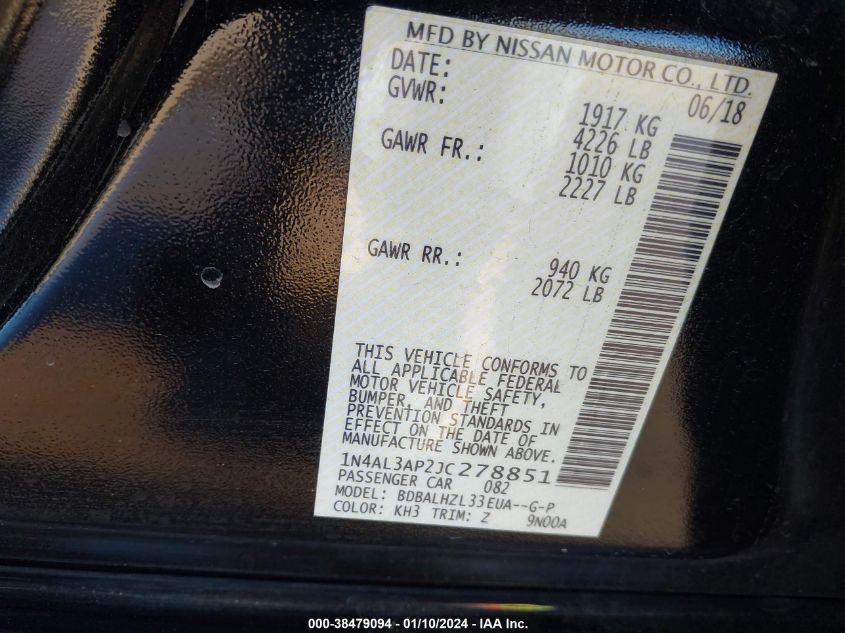 MFD BY NISSAN MOTOR CO., LTD.
DATE: 06/18
GVWR: 1917 KG
4226 LB
GAWR FR.: 1010 KG
2227 LB
GAWR RR.: 940 KG
2072 LB
THIS VEHICLE CONFORMS TO
ALL APPLICABLE FEDERAL
MOTOR VEHICLE SAFETY,
BUMPER, AND THEFT
PREVENTION STANDARDS IN
EFFECT ON THE DATE OF
MANUFACTURE SHOWN ABOVE.
1N4AL3AP2JC278851
PASSENGER CAR 082
MODEL: BDBALHZL33EUA--G-P
COLOR: KH3 TRIM: Z 9N00A
000-38479094 - 01/10/2024 - IAA Inc.